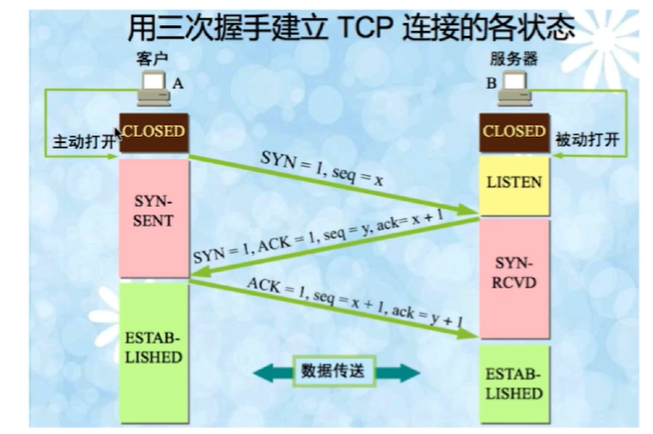 用三次握手建立 TCP 连接的各状态
客户
A
服务器
B
CLOSED
CLOSED
主动打开
被动打开
SYN = 1, seq = x
LISTEN
SYN-
SENT
SYN = 1, ACK = 1, seq = y, ack= x + 1
SYN-
RCVD
ACK = 1, seq = x + 1, ack = y + 1
ESTAB-
LISHED
数据传送
ESTAB-
LISHED